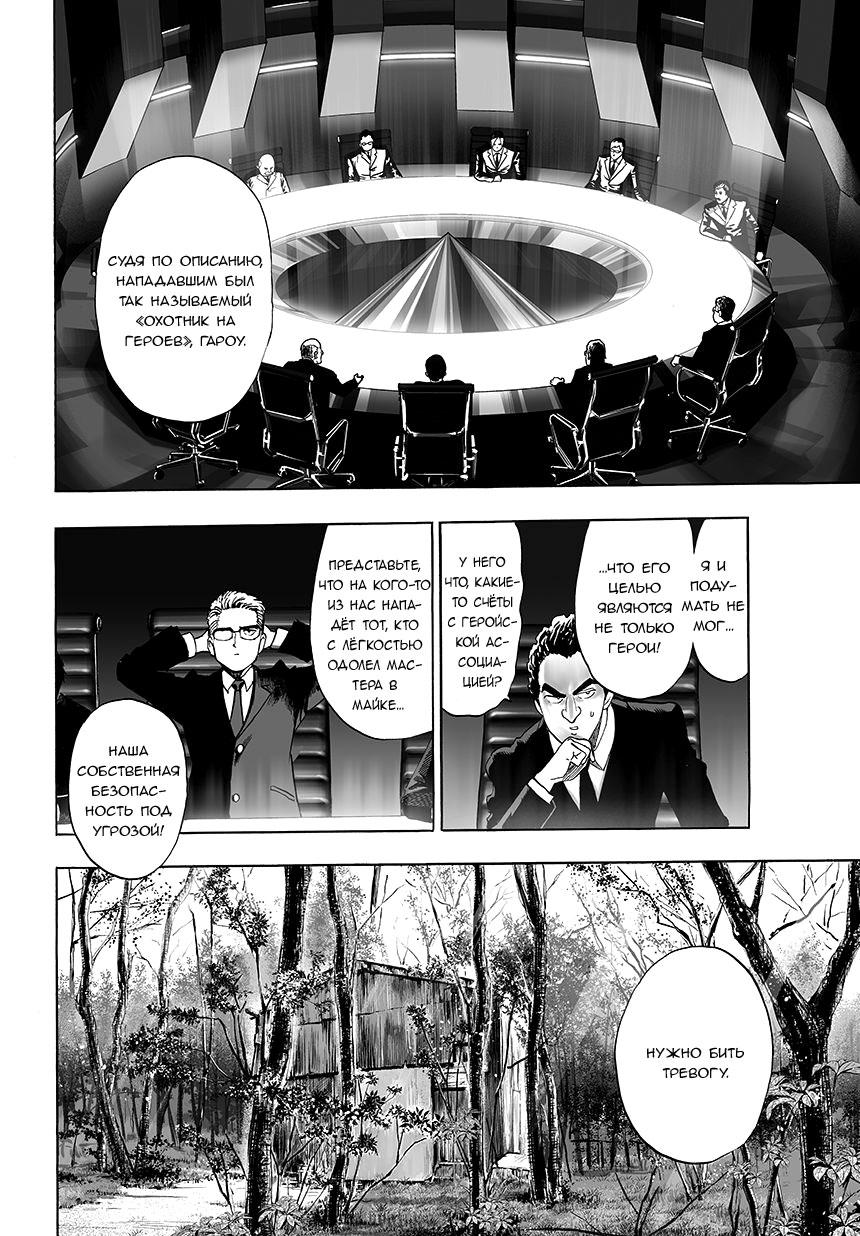 СУДЯ ПО ОПИСАНИЮ,
НАПАДАВШИМ БЫЛ
ТАК НАЗЫВАЕМЫЙ
«ОХОТНИК НА
ГЕРОЕВ», ГАРОУ.
Я И
ПОДУ-
МАТЬ НЕ
МОГ...
...ЧТО ЕГО
ЦЕЛЬЮ
ЯВЛЯЮТСЯ
НЕ ТОЛЬКО
ГЕРОИ!
У НЕГО
ЧТО, КАКИЕ-
ТО СЧЁТЫ
С ГЕРОЙС-
КОЙ АС-
СОЦИА-
ЦИЕЙ?
ПРЕДСТАВЬТЕ,
ЧТО НА КОГО-ТО
ИЗ НАС НАПА-
ДЁТ ТОТ, КТО
С ЛЁГКОСТЬЮ
ОДОЛЕЛ МАС-
ТЕРА В
МАЙКЕ...
НАША
СОБСТВЕННАЯ
БЕЗОПАС-
НОСТЬ ПОД
УГРОЗОЙ!
НУЖНО БИТЬ
ТРЕВОГУ.